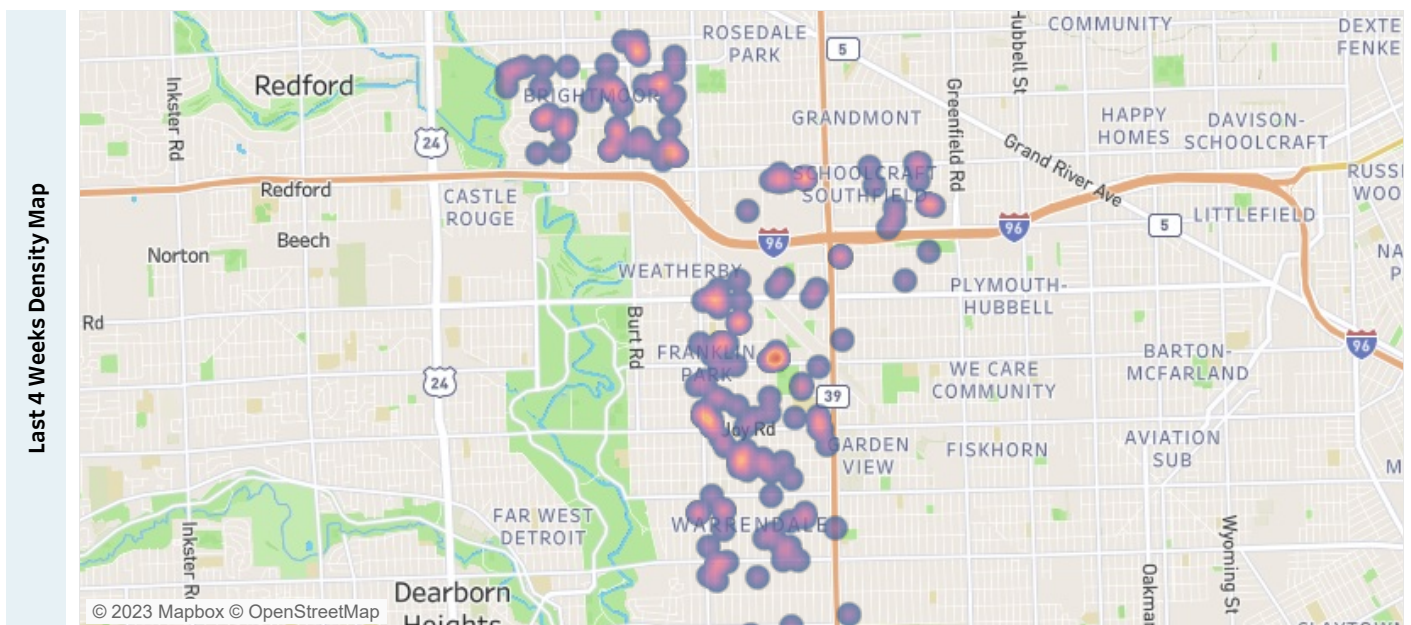 Last 4 Weeks Density Map
ROSEDALE
PARK
5
Hubbell St
COMMUNITY
DEXTE
FENKE
Redford
Inkster Rd
24
BRIGHTMOOR
GRANDMONT
Greenfield Rd
HAPPY
HOMES
DAVISON-
SCHOOLCRAFT
Grand River Ave
Redford
CASTLE
ROUGE
SCHOOLCRAFT
SOUTHFIELD
RUSS
WOO
LITTLEFIELD
5
96
96
Norton
Beech
WEATHERBY
PLYMOUTH-
HUBBELL
NA
P
Rd
Burt Rd
FRANKLIN
PARK
WE CARE
COMMUNITY
BARTON-
MCFARLAND
96
24
39
Joy Rd
GARDEN
VIEW
FISKHORN
AVIATION
SUB
M
FAR WEST
DETROIT
WARRENDALE
Inkster R
Wyoming St
Oakma
Dearborn
Heights
© 2023 Mapbox © OpenStreetMap